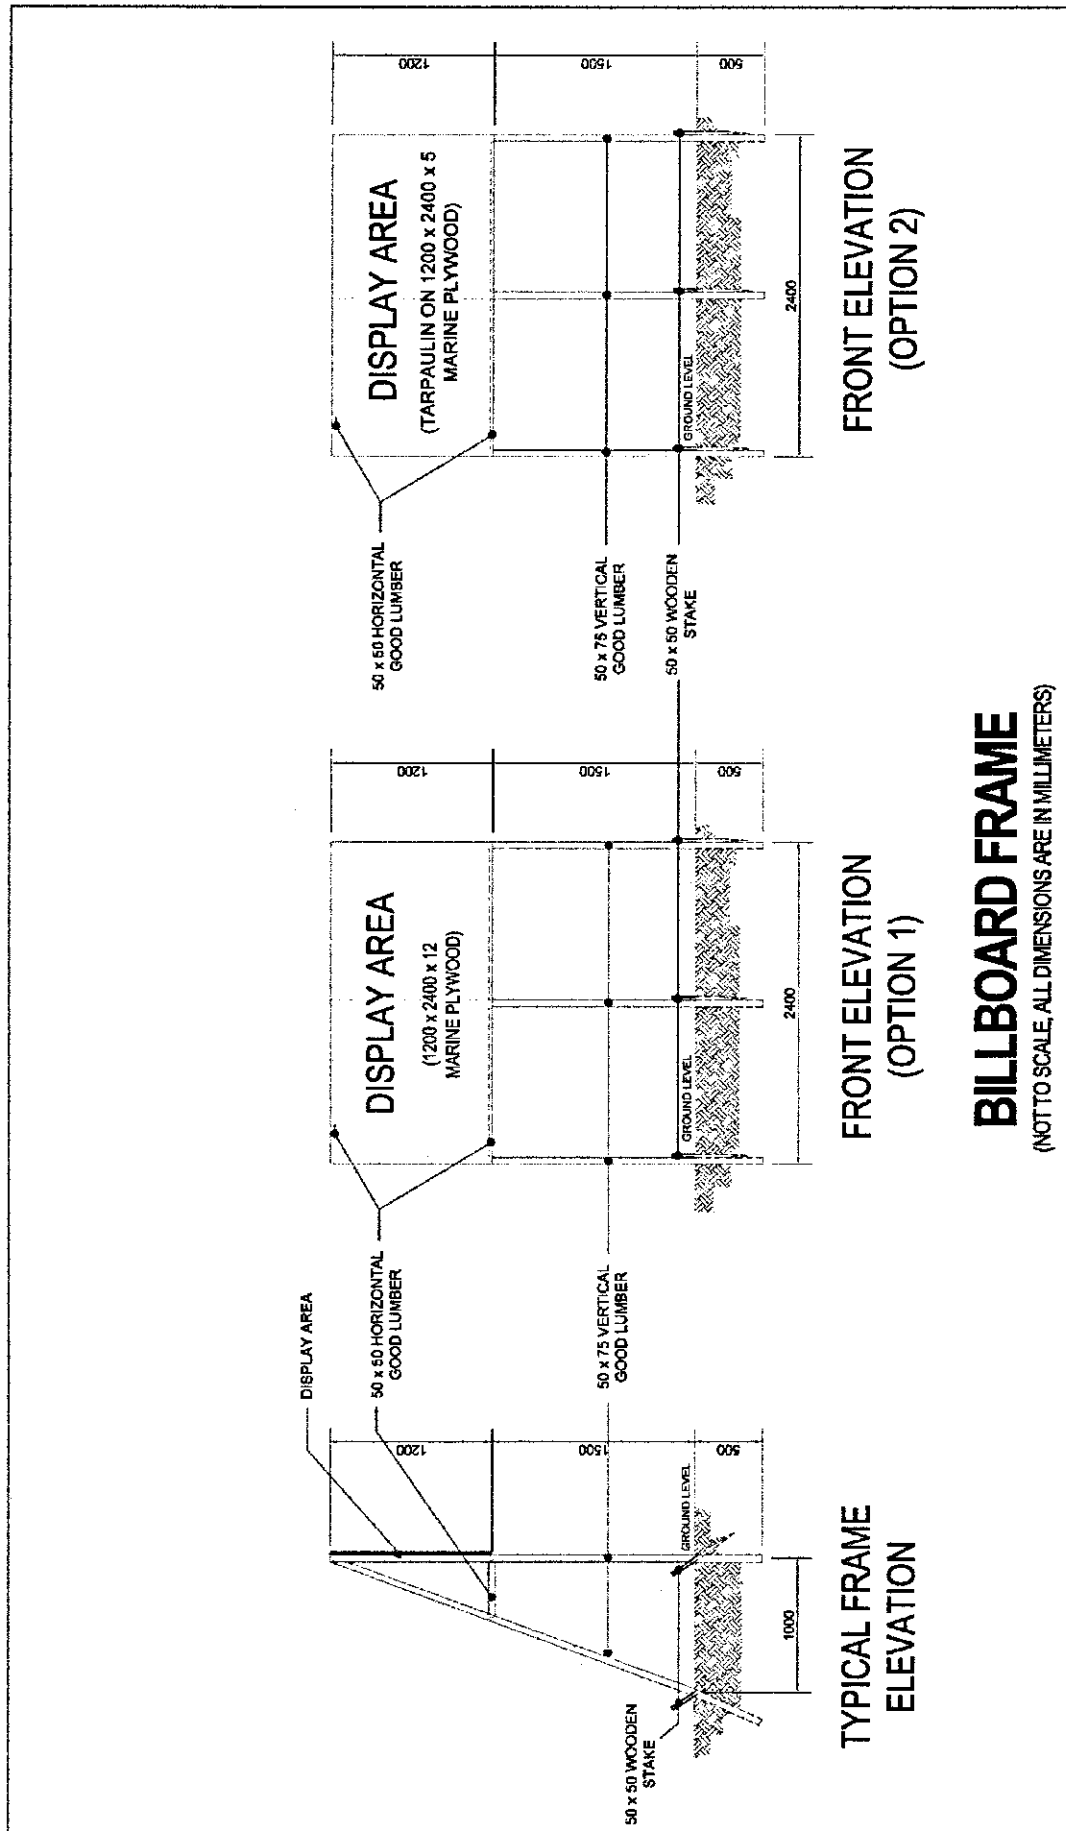 DISPLAY AREA
50 x 50 HORIZONTAL
GOOD LUMBER
50 x 75 VERTICAL
GOOD LUMBER
50 x 50 WOODEN
STAKE
GROUND LEVEL
1200
1500
500
1000
TYPICAL FRAME
ELEVATION
DISPLAY AREA
(1200 x 2400 x 12
MARINE PLYWOOD)
GROUND LEVEL
1200
1500
500
2400
FRONT ELEVATION
(OPTION 1)
50 x 50 HORIZONTAL
GOOD LUMBER
50 x 75 VERTICAL
GOOD LUMBER
50 x 50 WOODEN
STAKE
DISPLAY AREA
(TARPAULIN ON 1200 x 2400 x 5
MARINE PLYWOOD)
GROUND LEVEL
1200
1500
500
2400
FRONT ELEVATION
(OPTION 2)
BILLBOARD FRAME
(NOT TO SCALE, ALL DIMENSIONS ARE IN MILLIMETERS)